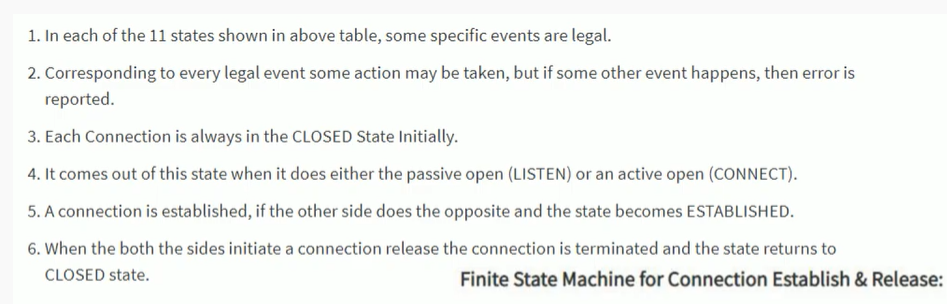 1. In each of the 11 states shown in above table, some specific events are legal.
2. Corresponding to every legal event some action may be taken, but if some other event happens, then error is
reported.
3. Each Connection is always in the CLOSED State Initially.
4. It comes out of this state when it does either the passive open (LISTEN) or an active open (CONNECT).
5. A connection is established, if the other side does the opposite and the state becomes ESTABLISHED.
6. When the both the sides initiate a connection release the connection is terminated and the state returns to
CLOSED state.
Finite State Machine for Connection Establish & Release: